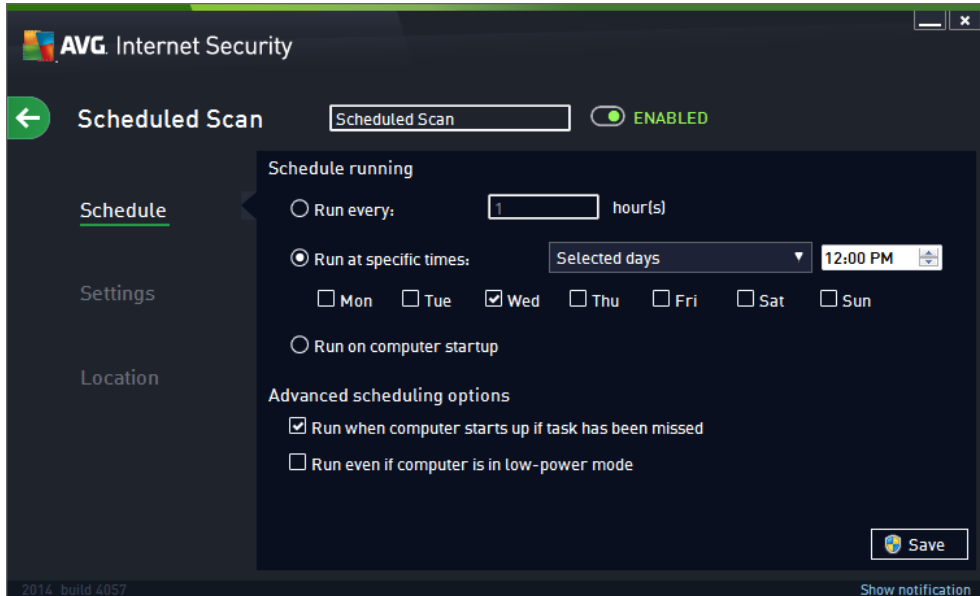 AVG. Internet Security
Scheduled Scan
Scheduled Scan
ENABLED
Schedule
Settings
Location
Schedule running
Run every: 1 hour(s)
Run at specific times: Selected days 12:00 PM
Mon Tue Wed Thu Fri Sat Sun
Run on computer startup
Advanced scheduling options
Run when computer starts up if task has been missed
Run even if computer is in low-power mode
Save
2014 build 4057
Show notification